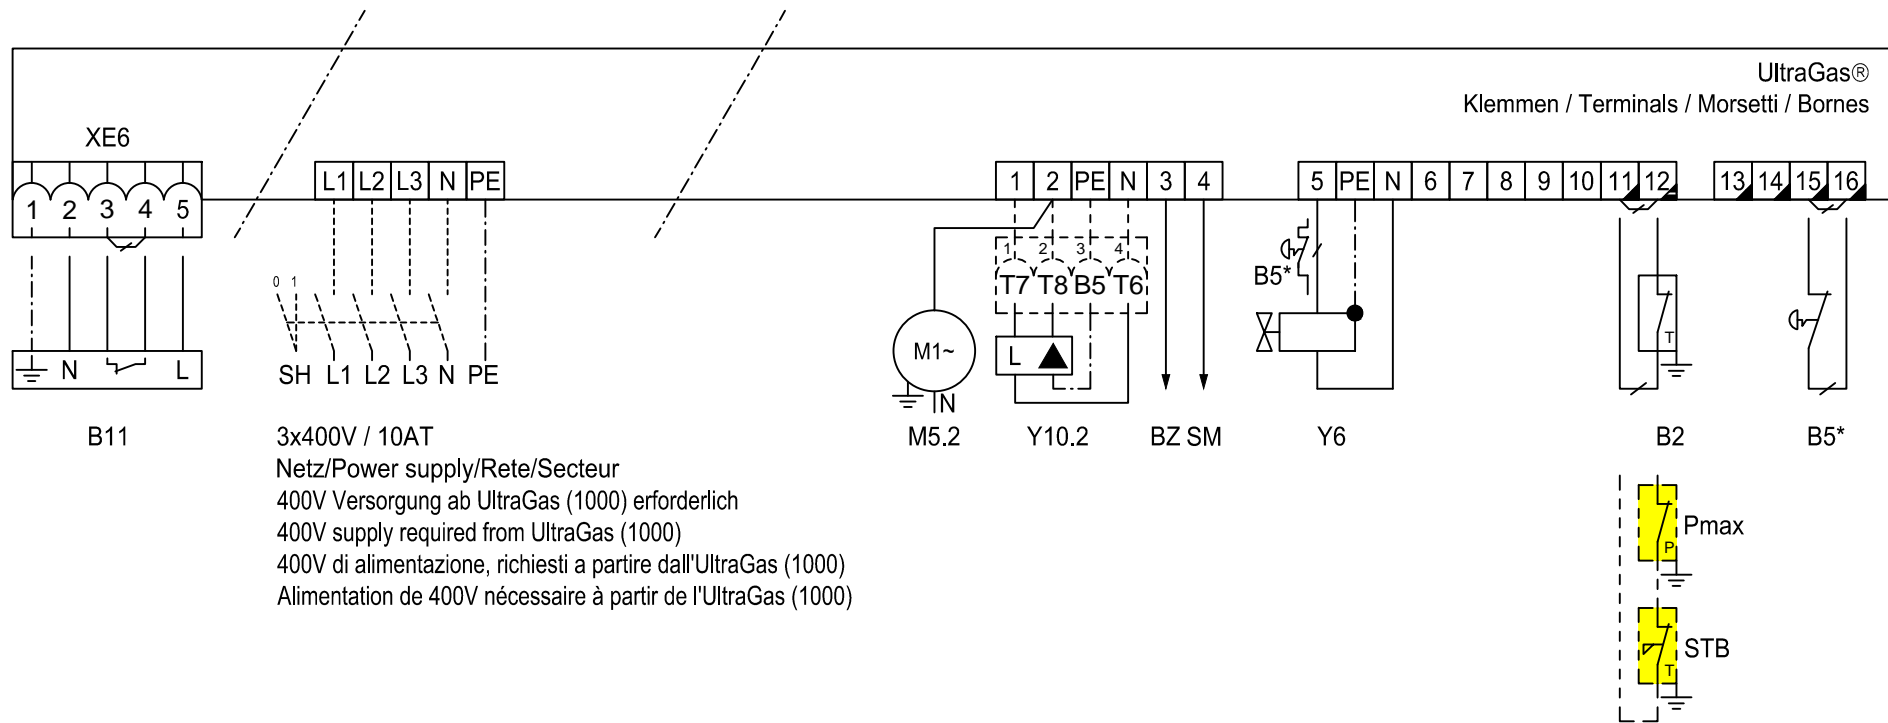 UltraGas®
Klemmen / Terminals / Morsetti / Bornes
XE6
L1 L2 L3 N PE
1 2 PE N 3 4
5 PE N 6 7 8 9 10 11 12
13 14 15 16
1 2 3 4 5
1 2 3 4
T7 T8 B5 T6
B5*
0 1
M1~
L
T
N L
SH L1 L2 L3 N PE
N
B11
3x400V / 10AT
M5.2
Y10.2
BZ SM
Y6
B2
B5*
Netz/Power supply/Rete/Secteur
400V Versorgung ab UltraGas (1000) erforderlich
400V supply required from UltraGas (1000)
400V di alimentazione, richiesti a partire dall'UltraGas (1000)
Alimentation de 400V nécessaire à partir de l'UltraGas (1000)
Pmax
P
STB
T